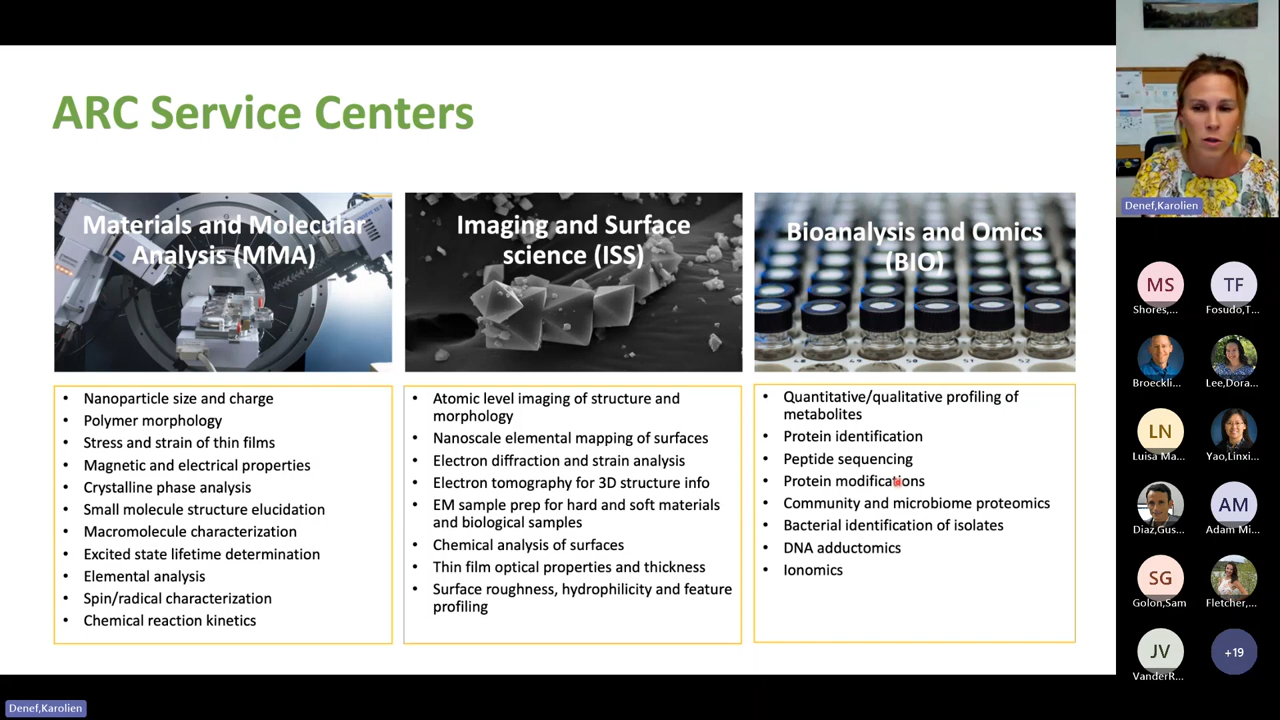 ARC Service Centers
Materials and Molecular
Analysis (MMA)
• Nanoparticle size and charge
• Polymer morphology
• Stress and strain of thin films
• Magnetic and electrical properties
• Crystalline phase analysis
• Small molecule structure elucidation
• Macromolecule characterization
• Excited state lifetime determination
• Elemental analysis
• Spin/radical characterization
• Chemical reaction kinetics
Imaging and Surface
science (ISS)
• Atomic level imaging of structure and
morphology
• Nanoscale elemental mapping of surfaces
• Electron diffraction and strain analysis
• Electron tomography for 3D structure info
• EM sample prep for hard and soft materials
and biological samples
• Chemical analysis of surfaces
• Thin film optical properties and thickness
• Surface roughness, hydrophilicity and feature
profiling
Bioanalysis and Omics
(BIO)
49 50 51 52
• Quantitative/qualitative profiling of
metabolites
• Protein identification
• Peptide sequencing
• Protein modifications
• Community and microbiome proteomics
• Bacterial identification of isolates
• DNA adductomics
• Ionomics
Denef,Karolien
MS
Shores,...
TF
Fosudo,T...
Broeckli...
Lee,Dora...
LN
Luisa Ma...
Yao,Linxi...
Diaz,Gus...
AM
Adam Mi...
SG
Golon,Sam
Fletcher,...
JV
VanderR...
+19
Denef,Karolien